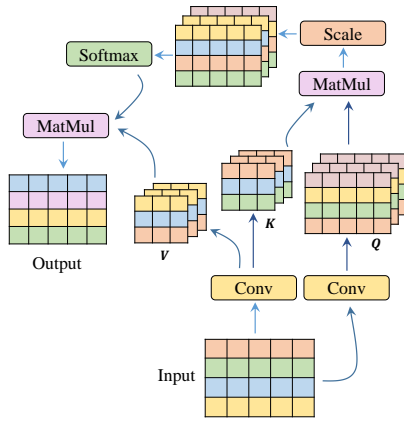 Scale
Softmax
MatMul
MatMul
K
V
Q
Output
Conv
Conv
Input